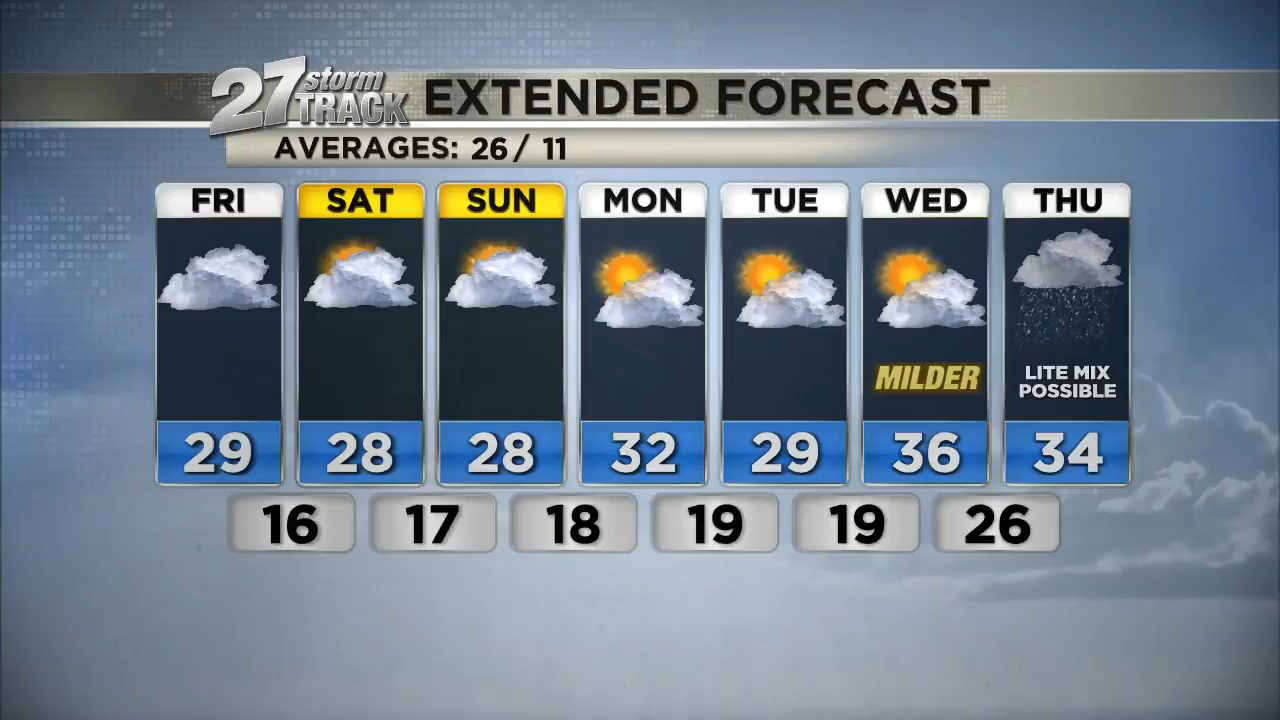 27 storm TRACK EXTENDED FORECAST
AVERAGES: 26 / 11
FRI SAT SUN MON TUE WED THU
MILDER
LITE MIX
POSSIBLE
29 28 28 32 29 36 34
16 17 18 19 19 26